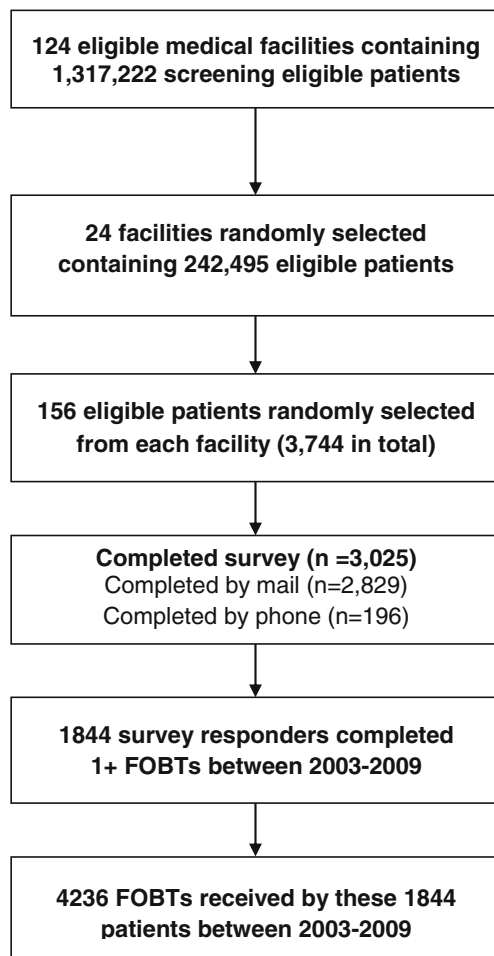 124 eligible medical facilities containing
1,317,222 screening eligible patients
24 facilities randomly selected
containing 242,495 eligible patients
156 eligible patients randomly selected
from each facility (3,744 in total)
Completed survey (n =3,025)
Completed by mail (n=2,829)
Completed by phone (n=196)
1844 survey responders completed
1+ FOBTs between 2003-2009
4236 FOBTs received by these 1844
patients between 2003-2009